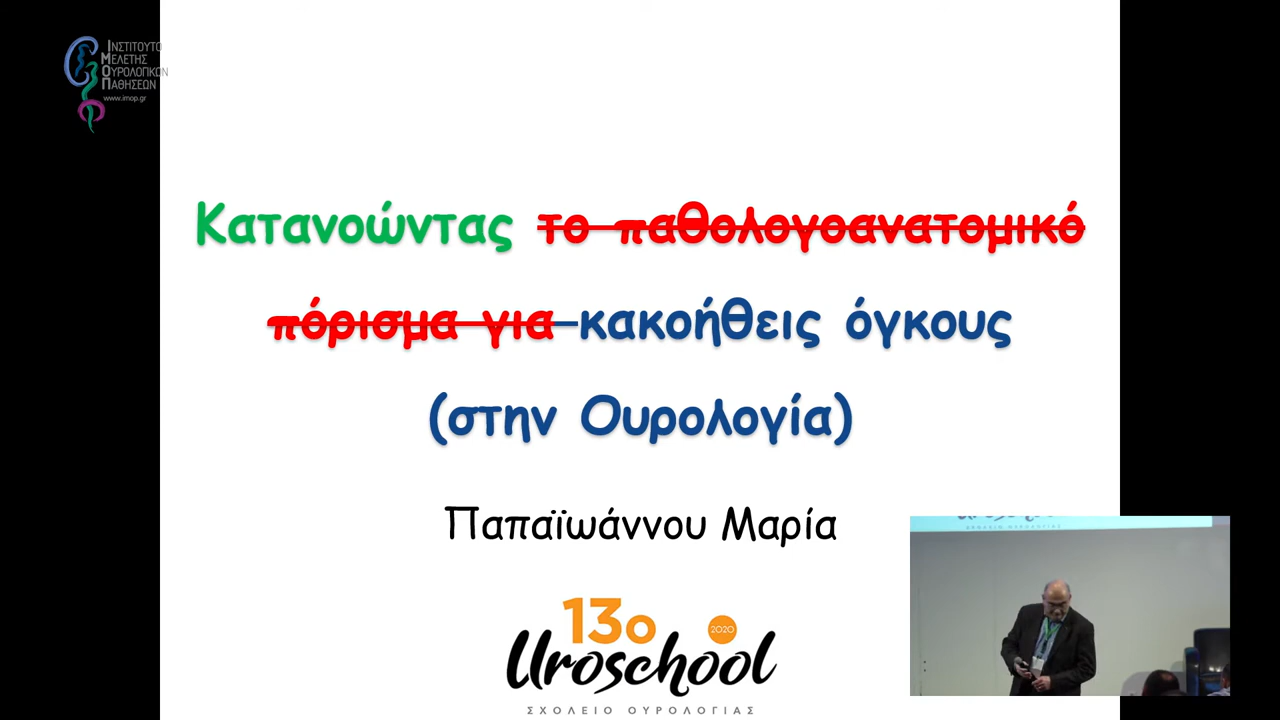 ΙΝΣΤΙΤΟΥΤΟ
ΜΕΛΕΤΗΣ
ΟΥΡΟΛΟΓΙΚΩΝ
ΠΑΘΗΣΕΩΝ
www.imop.gr
Κατανοώντας το παθολογοανατομικό
πόρισμα για κακοήθεις όγκους
(στην Ουρολογία)
Παπαϊωάννου Μαρία
13ο
2020
Uroschool
ΣΧΟΛΕΙΟ ΟΥΡΟΛΟΓΙΑΣ